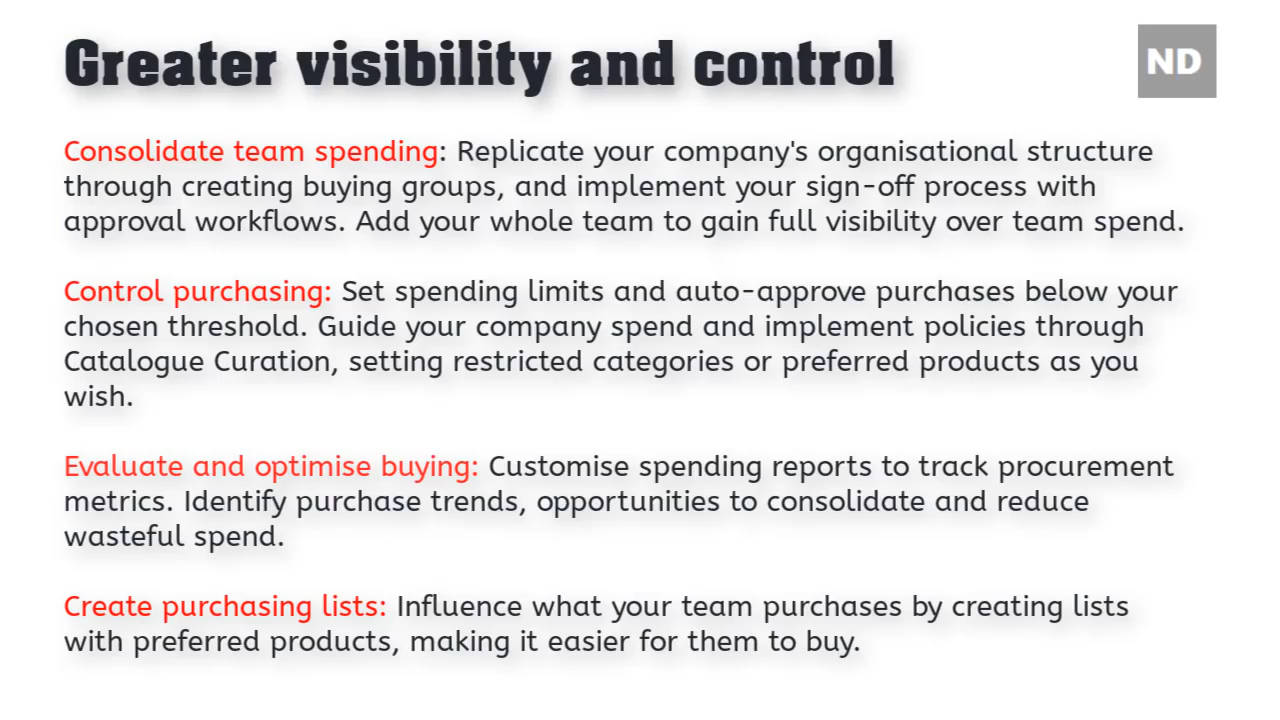 Greater visibility and control
ND
Consolidate team spending: Replicate your company's organisational structure
through creating buying groups, and implement your sign-off process with
approval workflows. Add your whole team to gain full visibility over team spend.
Control purchasing: Set spending limits and auto-approve purchases below your
chosen threshold. Guide your company spend and implement policies through
Catalogue Curation, setting restricted categories or preferred products as you
wish.
Evaluate and optimise buying: Customise spending reports to track procurement
metrics. Identify purchase trends, opportunities to consolidate and reduce
wasteful spend.
Create purchasing lists: Influence what your team purchases by creating lists
with preferred products, making it easier for them to buy.